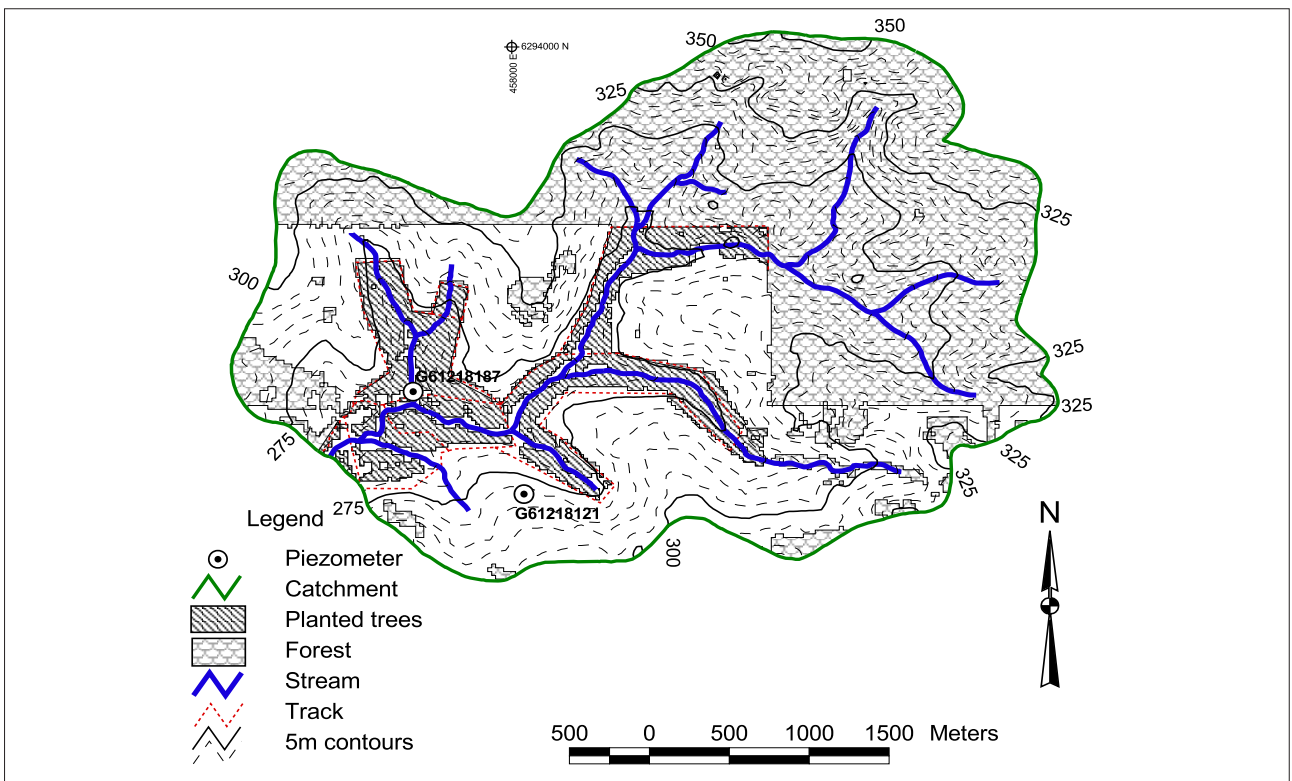 350
350
6294000 N
458000 E
325
325
300
325
G61218187
325
275
325
325
275
G61218121
300
Legend
Piezometer
Catchment
Planted trees
Forest
Stream
Track
5m contours
N
500 0 500 1000 1500 Meters